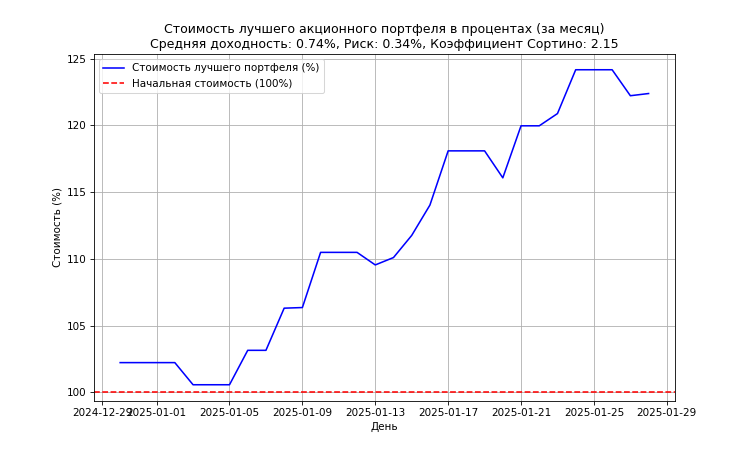 Стоимость лучшего акционного портфеля в процентах (за месяц)
Средняя доходность: 0.74%, Риск: 0.34%, Коэффициент Сортино: 2.15
Стоимость лучшего портфеля (%)
Начальная стоимость (100%)
Стоимость (%)
125
120
115
110
105
100
2024-12-29 2025-01-01 2025-01-05 2025-01-09 2025-01-13 2025-01-17 2025-01-21 2025-01-25 2025-01-29
День